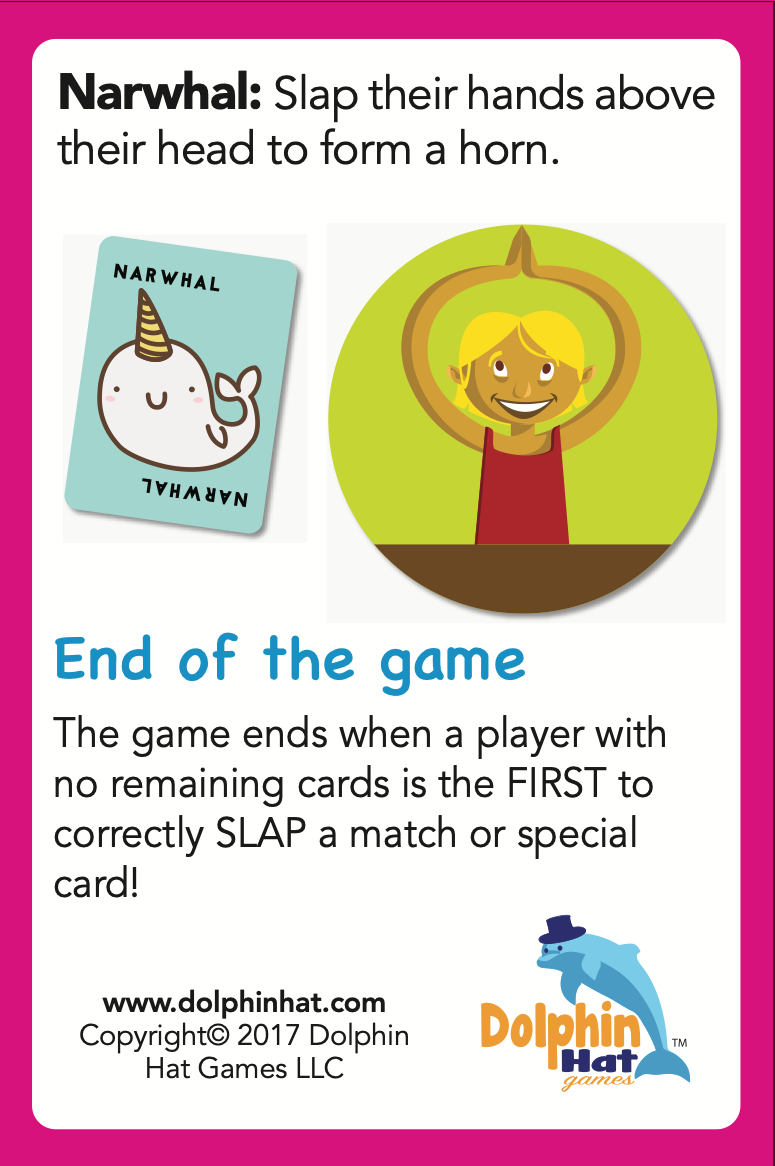 Narwhal: Slap their hands above
their head to form a horn.
NARWHAL
NARWHAL
End of the game
The game ends when a player with
no remaining cards is the FIRST to
correctly SLAP a match or special
card!
www.dolphinhat.com
Copyright© 2017 Dolphin
Hat Games LLC
Dolphin
Hat
games
TM